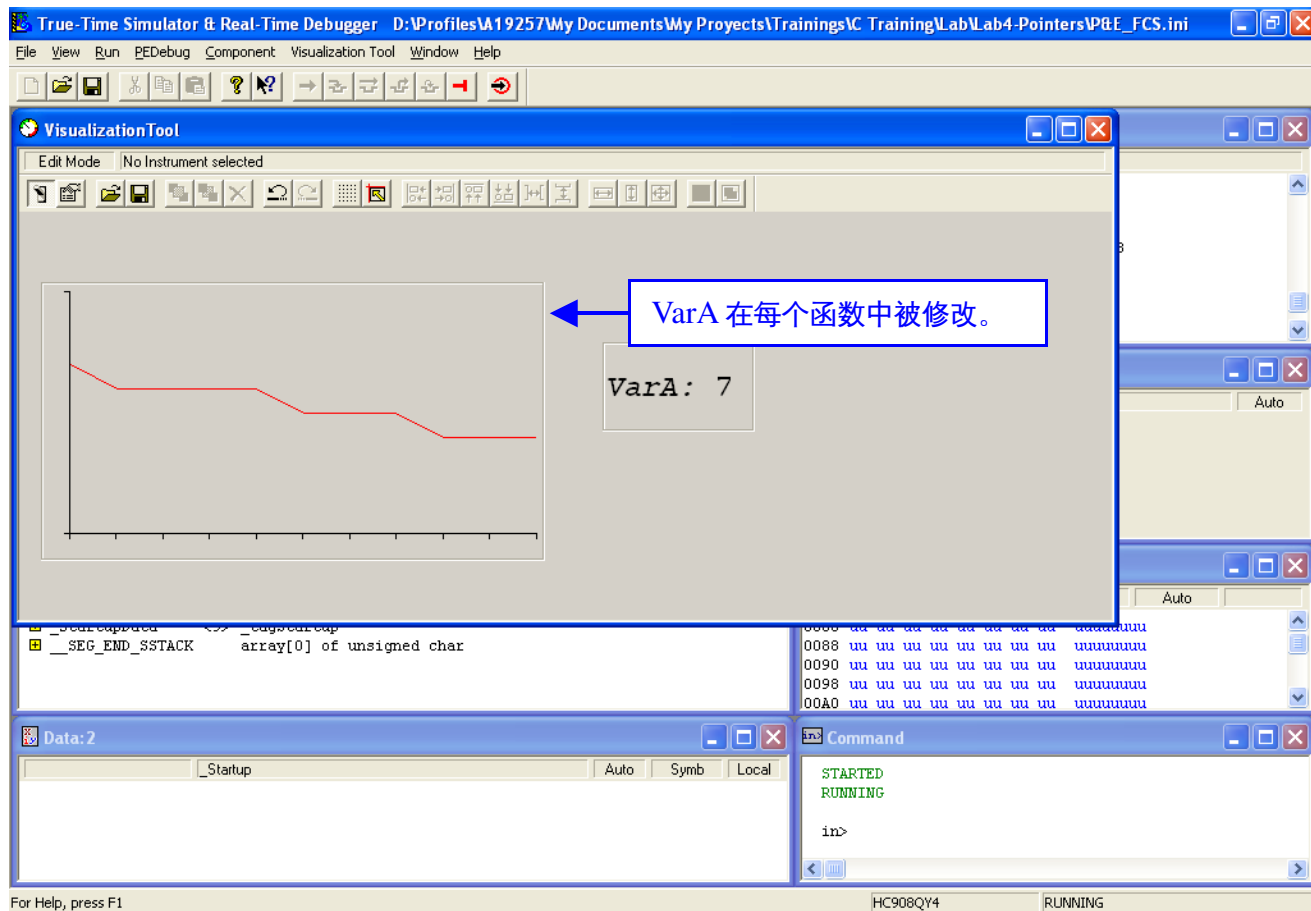 True-Time Simulator & Real-Time Debugger D:\Profiles\A19257\My Documents\My Proyects\Trainings\C Training\Lab\Lab4-Pointers\P&E_FCS.ini
File View Run PEDebug Component Visualization Tool Window Help
VisualizationTool
Edit Mode No Instrument selected
VarA 在每个函数中被修改。
VarA: 7
Auto
Auto
__SEG_END_SSTACK array[0] of unsigned char
0088 uu uu uu uu uu uu uu uu uuuuuuuu
0090 uu uu uu uu uu uu uu uu uuuuuuuu
0098 uu uu uu uu uu uu uu uu uuuuuuuu
00A0 uu uu uu uu uu uu uu uu uuuuuuuu
Data:2
_Startup Auto Symb Local
Command
STARTED
RUNNING
in>
For Help, press F1 HC908QY4 RUNNING